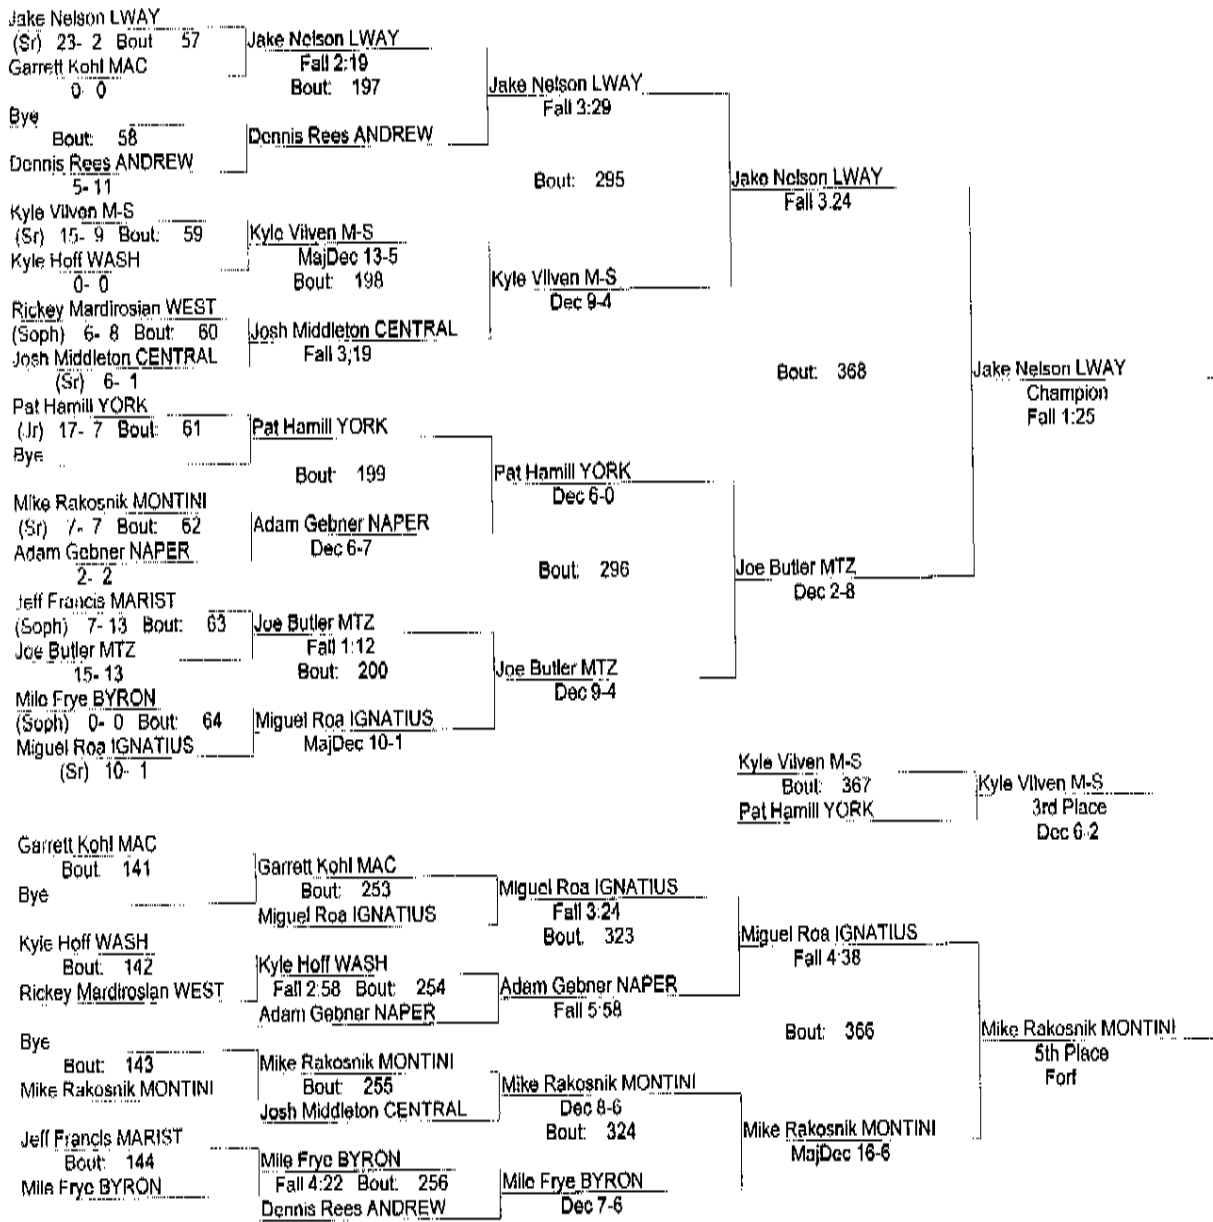 Jake Nelson LWAY
(Sr) 23- 2 Bout 57
Garrett Kohl MAC
0- 0
Bye
Bout: 58
Dennis Rees ANDREW
5- 11
Kyle Vilven M-S
(Sr) 15- 9 Bout: 59
Kyle Hoff WASH
0- 0
Rickey Mardirosian WEST
(Soph) 6- 8 Bout: 60
Josh Middleton CENTRAL
(Sr) 6- 1
Pat Hamill YORK
(Jr) 17- 7 Bout: 61
Bye
Mike Rakosnik MONTINI
(Sr) 7- 7 Bout: 62
Adam Gebner NAPER
2- 2
Jeff Francis MARIST
(Soph) 7- 13 Bout: 63
Joe Butler MTZ
15- 13
Mile Frye BYRON
(Soph) 0- 0 Bout: 64
Miguel Roa IGNATIUS
(Sr) 10- 1
Jake Nelson LWAY
Fall 2:19
Bout: 197
Dennis Rees ANDREW
Kyle Vilven M-S
MajDec 13-5
Bout: 198
Josh Middleton CENTRAL
Fall 3;19
Pat Hamill YORK
Bout: 199
Adam Gebner NAPER
Dec 6-7
Joe Butler MTZ
Fall 1:12
Bout: 200
Miguel Roa IGNATIUS
MajDec 10-1
Jake Nelson LWAY
Fall 3:29
Bout: 295
Kyle Vilven M-S
Dec 9-4
Pat Hamill YORK
Dec 6-0
Bout: 296
Joe Butler MTZ
Dec 9-4
Jake Nelson LWAY
Fall 3.24
Bout: 368
Joe Butler MTZ
Dec 2-8
Jake Nelson LWAY
Champion
Fall 1:25
Kyle Vilven M-S
Bout: 367
Pat Hamill YORK
Kyle Vilven M-S
3rd Place
Dec 6-2
Garrett Kohl MAC
Bout: 141
Bye
Kyle Hoff WASH
Bout: 142
Rickey Mardirosian WEST
Bye
Bout: 143
Mike Rakosnik MONTINI
Jeff Francis MARIST
Bout: 144
Mile Frye BYRON
Garrett Kohl MAC
Bout: 253
Miguel Roa IGNATIUS
Kyle Hoff WASH
Fall 2:58 Bout: 254
Adam Gebner NAPER
Mike Rakosnik MONTINI
Bout: 255
Josh Middleton CENTRAL
Mile Frye BYRON
Fall 4:22 Bout: 256
Dennis Rees ANDREW
Miguel Roa IGNATIUS
Fall 3:24
Bout: 323
Adam Gebner NAPER
Fall 5:58
Mike Rakosnik MONTINI
Dec 8-6
Bout: 324
Mile Frye BYRON
Dec 7-6
Miguel Roa IGNATIUS
Fall 4:38
Bout: 366
Mike Rakosnik MONTINI
MajDec 16-6
Mike Rakosnik MONTINI
5th Place
Forf